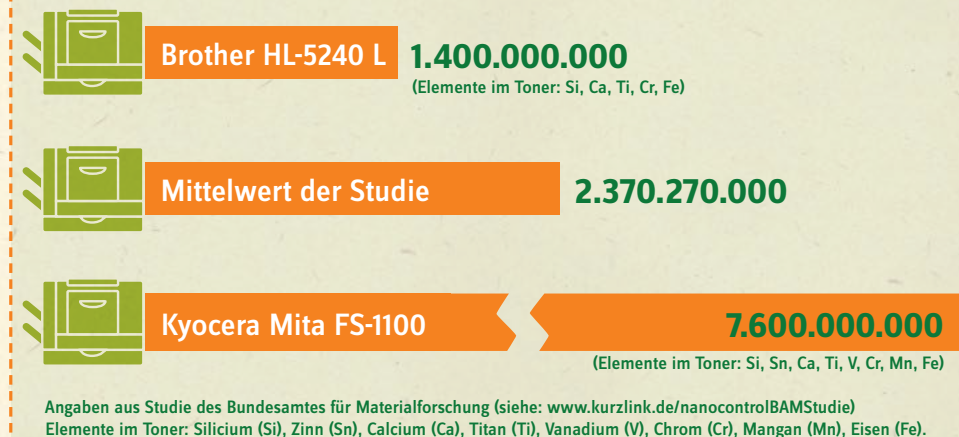 Brother HL-5240 L 1.400.000.000
(Elemente im Toner: Si, Ca, Ti, Cr, Fe)
Mittelwert der Studie 2.370.270.000
Kyocera Mita FS-1100 7.600.000.000
(Elemente im Toner: Si, Sn, Ca, Ti, V, Cr, Mn, Fe)
Angaben aus Studie des Bundesamtes für Materialforschung (siehe: www.kurzlink.de/nanocontrolBAMStudie)
Elemente im Toner: Silicium (Si), Zinn (Sn), Calcium (Ca), Titan (Ti), Vanadium (V), Chrom (Cr), Mangan (Mn), Eisen (Fe).